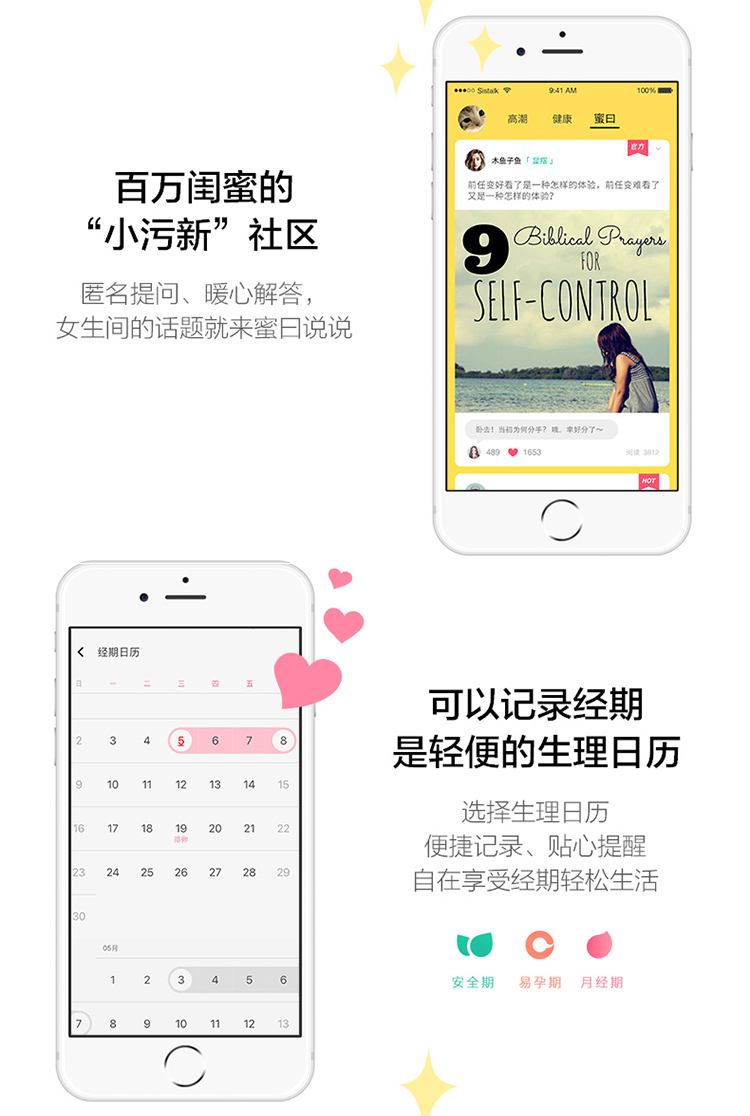 百万闺蜜的
“小污新”社区
匿名提问、暖心解答,
女生间的话题就来蜜曰说说
Sistalk
9:41 AM
100%
高潮
健康
蜜曰
官方
木鱼子鱼
前任变好看了是一种怎样的体验,前任变难看了
又是一种怎样的体验?
9 Biblical Prayers
FOR
SELF-CONTROL
卧去!当初为何分手?哦,幸好分了~
489
1653
阅读 3812
HOT
经期日历
日 一 二 三 四 五
2 3 4 5 6 7 8
9 10 11 12 13 14 15
16 17 18 19 20 21 22
排卵
23 24 25 26 27 28 29
30
05月
1 2 3 4 5 6
7 8 9 10 11 12 13
可以记录经期
是轻便的生理日历
选择生理日历
便捷记录、贴心提醒
自在享受经期轻松生活
安全期
易孕期
月经期